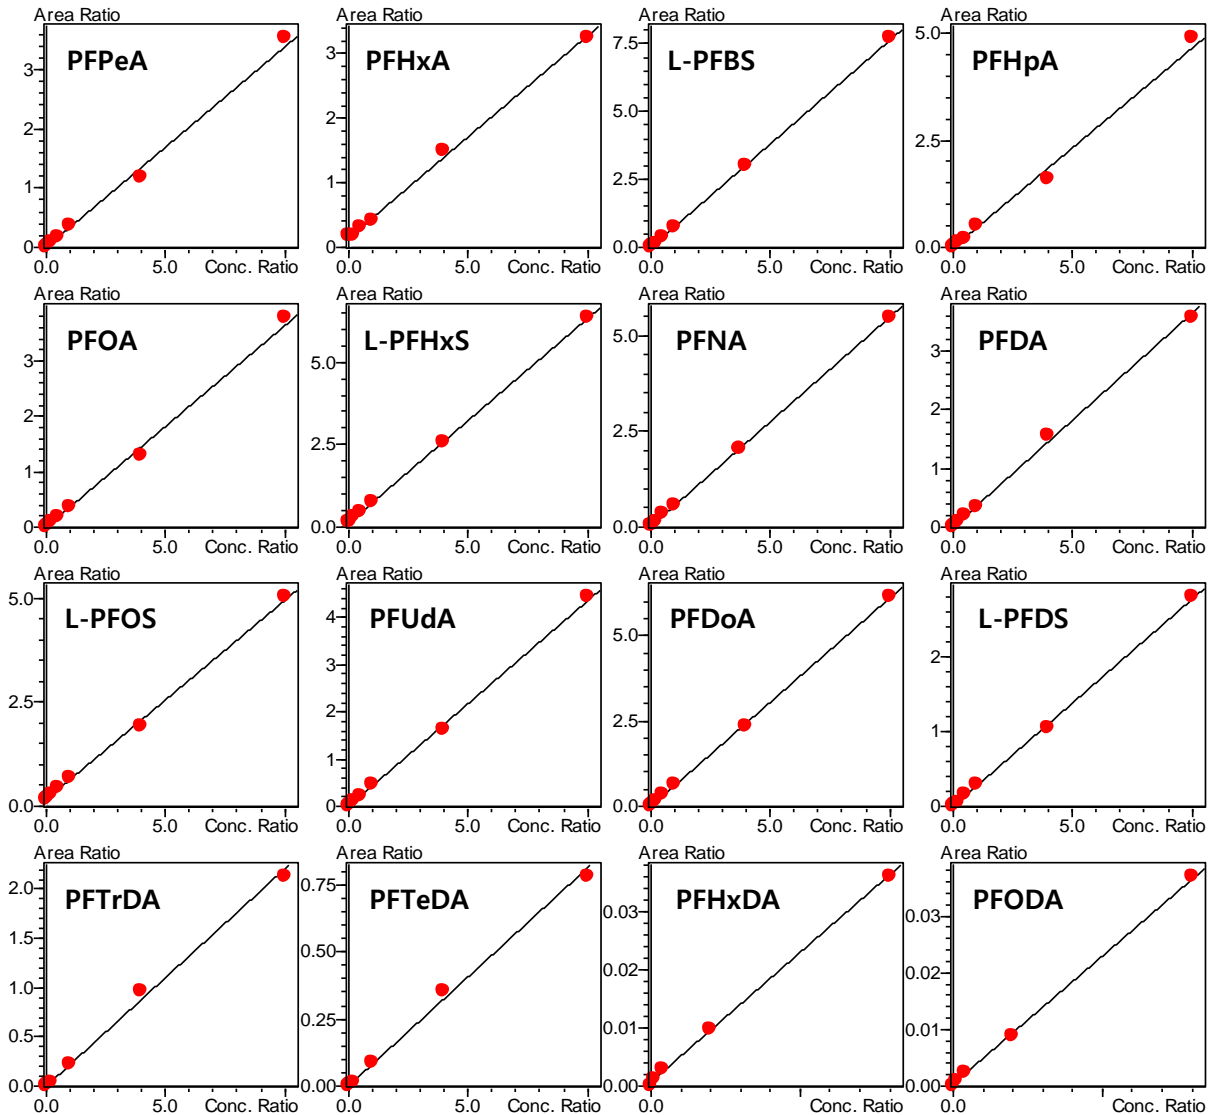 Area Ratio
PFPeA
3
2
1
0
0.0 5.0 Conc. Ratio
Area Ratio
PFHxA
3
2
1
0
0.0 5.0 Conc. Ratio
Area Ratio
L-PFBS
7.5
5.0
2.5
0.0
0.0 5.0 Conc. Ratio
Area Ratio
PFHpA
5.0
2.5
0.0
0.0 5.0 Conc. Ratio
Area Ratio
PFOA
3
2
1
0
0.0 5.0 Conc. Ratio
Area Ratio
L-PFHxS
5.0
2.5
0.0
0.0 5.0 Conc. Ratio
Area Ratio
PFNA
5.0
2.5
0.0
0.0 5.0 Conc. Ratio
Area Ratio
PFDA
3
2
1
0
0.0 5.0 Conc. Ratio
Area Ratio
L-PFOS
5.0
2.5
0.0
0.0 5.0 Conc. Ratio
Area Ratio
PFUdA
4
3
2
1
0
0.0 5.0 Conc. Ratio
Area Ratio
PFDoA
5.0
2.5
0.0
0.0 5.0 Conc. Ratio
Area Ratio
L-PFDS
2
1
0
0.0 5.0 Conc. Ratio
Area Ratio
PFTrDA
2.0
1.5
1.0
0.5
0.0
0.0 5.0 Conc. Ratio
Area Ratio
PFTeDA
0.75
0.50
0.25
0.00
0.0 5.0 Conc. Ratio
Area Ratio
PFHxDA
0.03
0.02
0.01
0.00
0.0 Conc. Ratio
Area Ratio
PFODA
0.03
0.02
0.01
0.00
0.0 Conc. Ratio